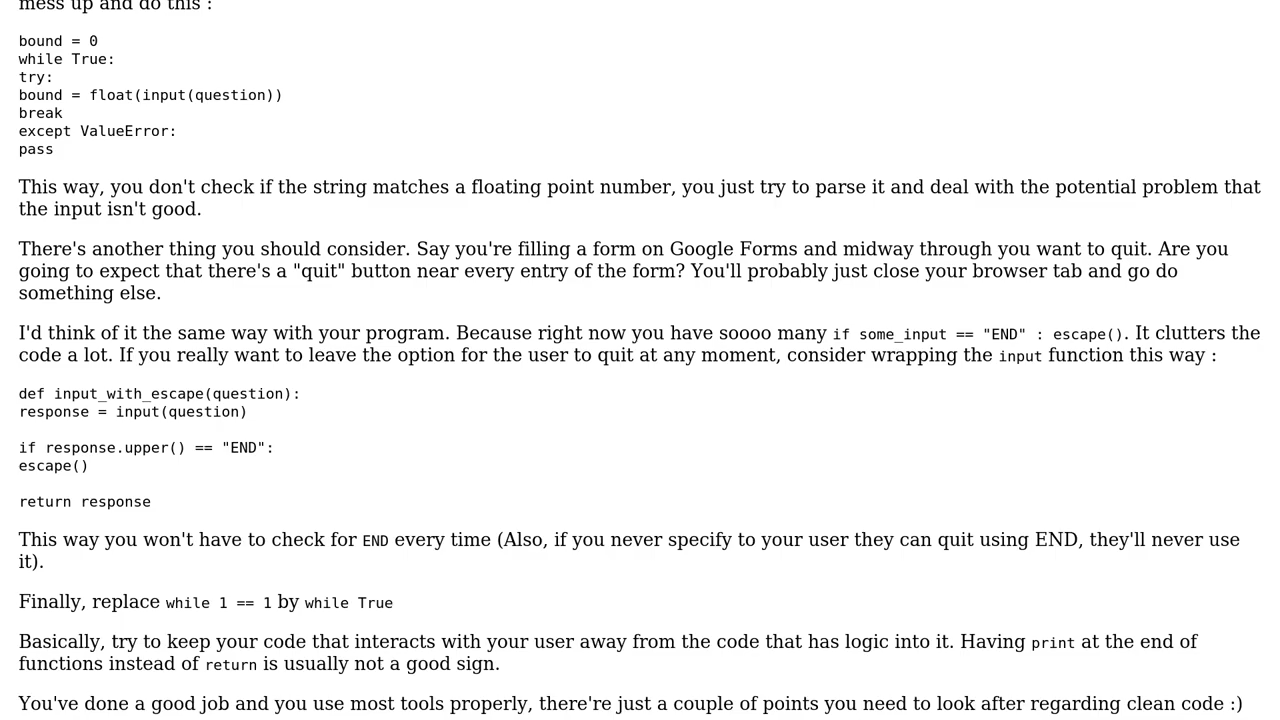 mess up and do this :
bound = 0
while True:
try:
bound = float(input(question))
break
except ValueError:
pass
This way, you don't check if the string matches a floating point number, you just try to parse it and deal with the potential problem that
the input isn't good.
There's another thing you should consider. Say you're filling a form on Google Forms and midway through you want to quit. Are you
going to expect that there's a "quit" button near every entry of the form? You'll probably just close your browser tab and go do
something else.
I'd think of it the same way with your program. Because right now you have soooo many if some_input == "END" : escape(). It clutters the
code a lot. If you really want to leave the option for the user to quit at any moment, consider wrapping the input function this way :
def input_with_escape(question):
response = input(question)
if response.upper() == "END":
escape()
return response
This way you won't have to check for END every time (Also, if you never specify to your user they can quit using END, they'll never use
it).
Finally, replace while 1 == 1 by while True
Basically, try to keep your code that interacts with your user away from the code that has logic into it. Having print at the end of
functions instead of return is usually not a good sign.
You've done a good job and you use most tools properly, there're just a couple of points you need to look after regarding clean code :)